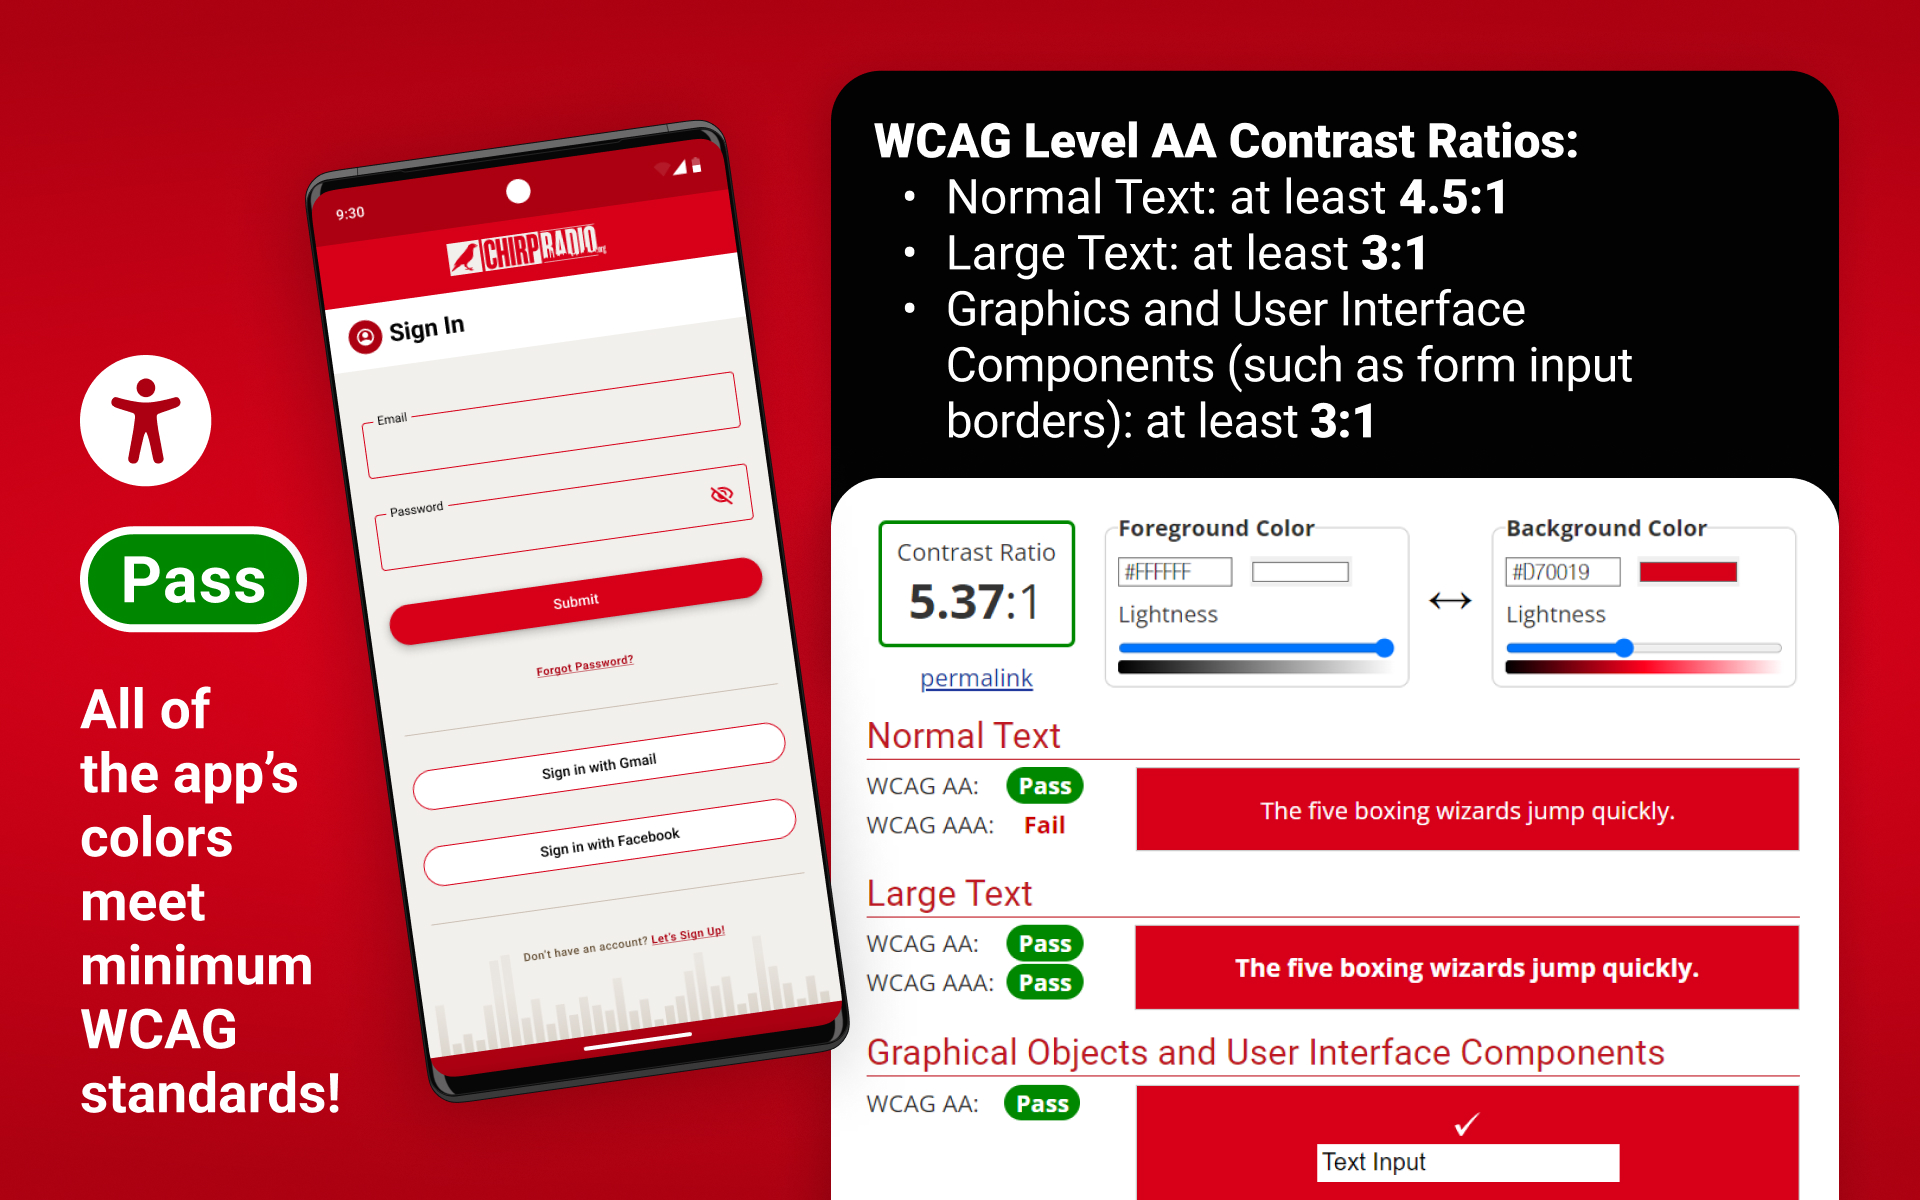 Pass
All of
the app’s
colors
meet
minimum
WCAG
standards!
9:30
CHIRPRADIO.org
Sign In
Email
Password
Submit
Forgot Password?
Sign in with Gmail
Sign in with Facebook
Don't have an account? Let's Sign Up!
WCAG Level AA Contrast Ratios:
• Normal Text: at least 4.5:1
• Large Text: at least 3:1
• Graphics and User Interface
Components (such as form input
borders): at least 3:1
Contrast Ratio
5.37:1
permalink
Foreground Color
#FFFFFF
Lightness
Background Color
#D70019
Lightness
Normal Text
WCAG AA: Pass
WCAG AAA: Fail
The five boxing wizards jump quickly.
Large Text
WCAG AA: Pass
WCAG AAA: Pass
The five boxing wizards jump quickly.
Graphical Objects and User Interface Components
WCAG AA: Pass
Text Input